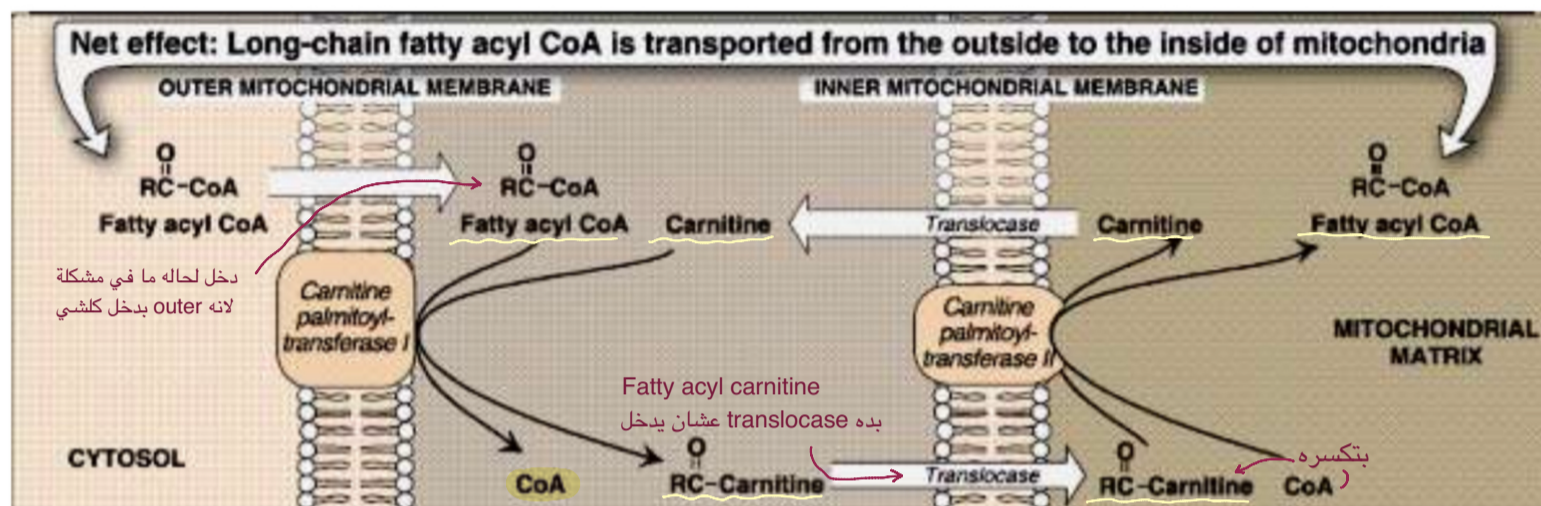 Net effect: Long-chain fatty acyl CoA is transported from the outside to the inside of mitochondria
OUTER MITOCHONDRIAL MEMBRANE
INNER MITOCHONDRIAL MEMBRANE
O
RC-CoA
Fatty acyl CoA
O
RC-CoA
Fatty acyl CoA
Carnitine
Translocase
Carnitine
O
RC-CoA
Fatty acyl CoA
دخل لحاله ما في مشكلة
لانه outer بدخل كلشي
Carnitine
palmitoyl-
transferase I
Carnitine
palmitoyl-
transferase II
MITOCHONDRIAL
MATRIX
Fatty acyl carnitine
بده translocase عشان يدخل
CYTOSOL
CoA
O
RC-Carnitine
Translocase
O
RC-Carnitine
CoA
بتكسره